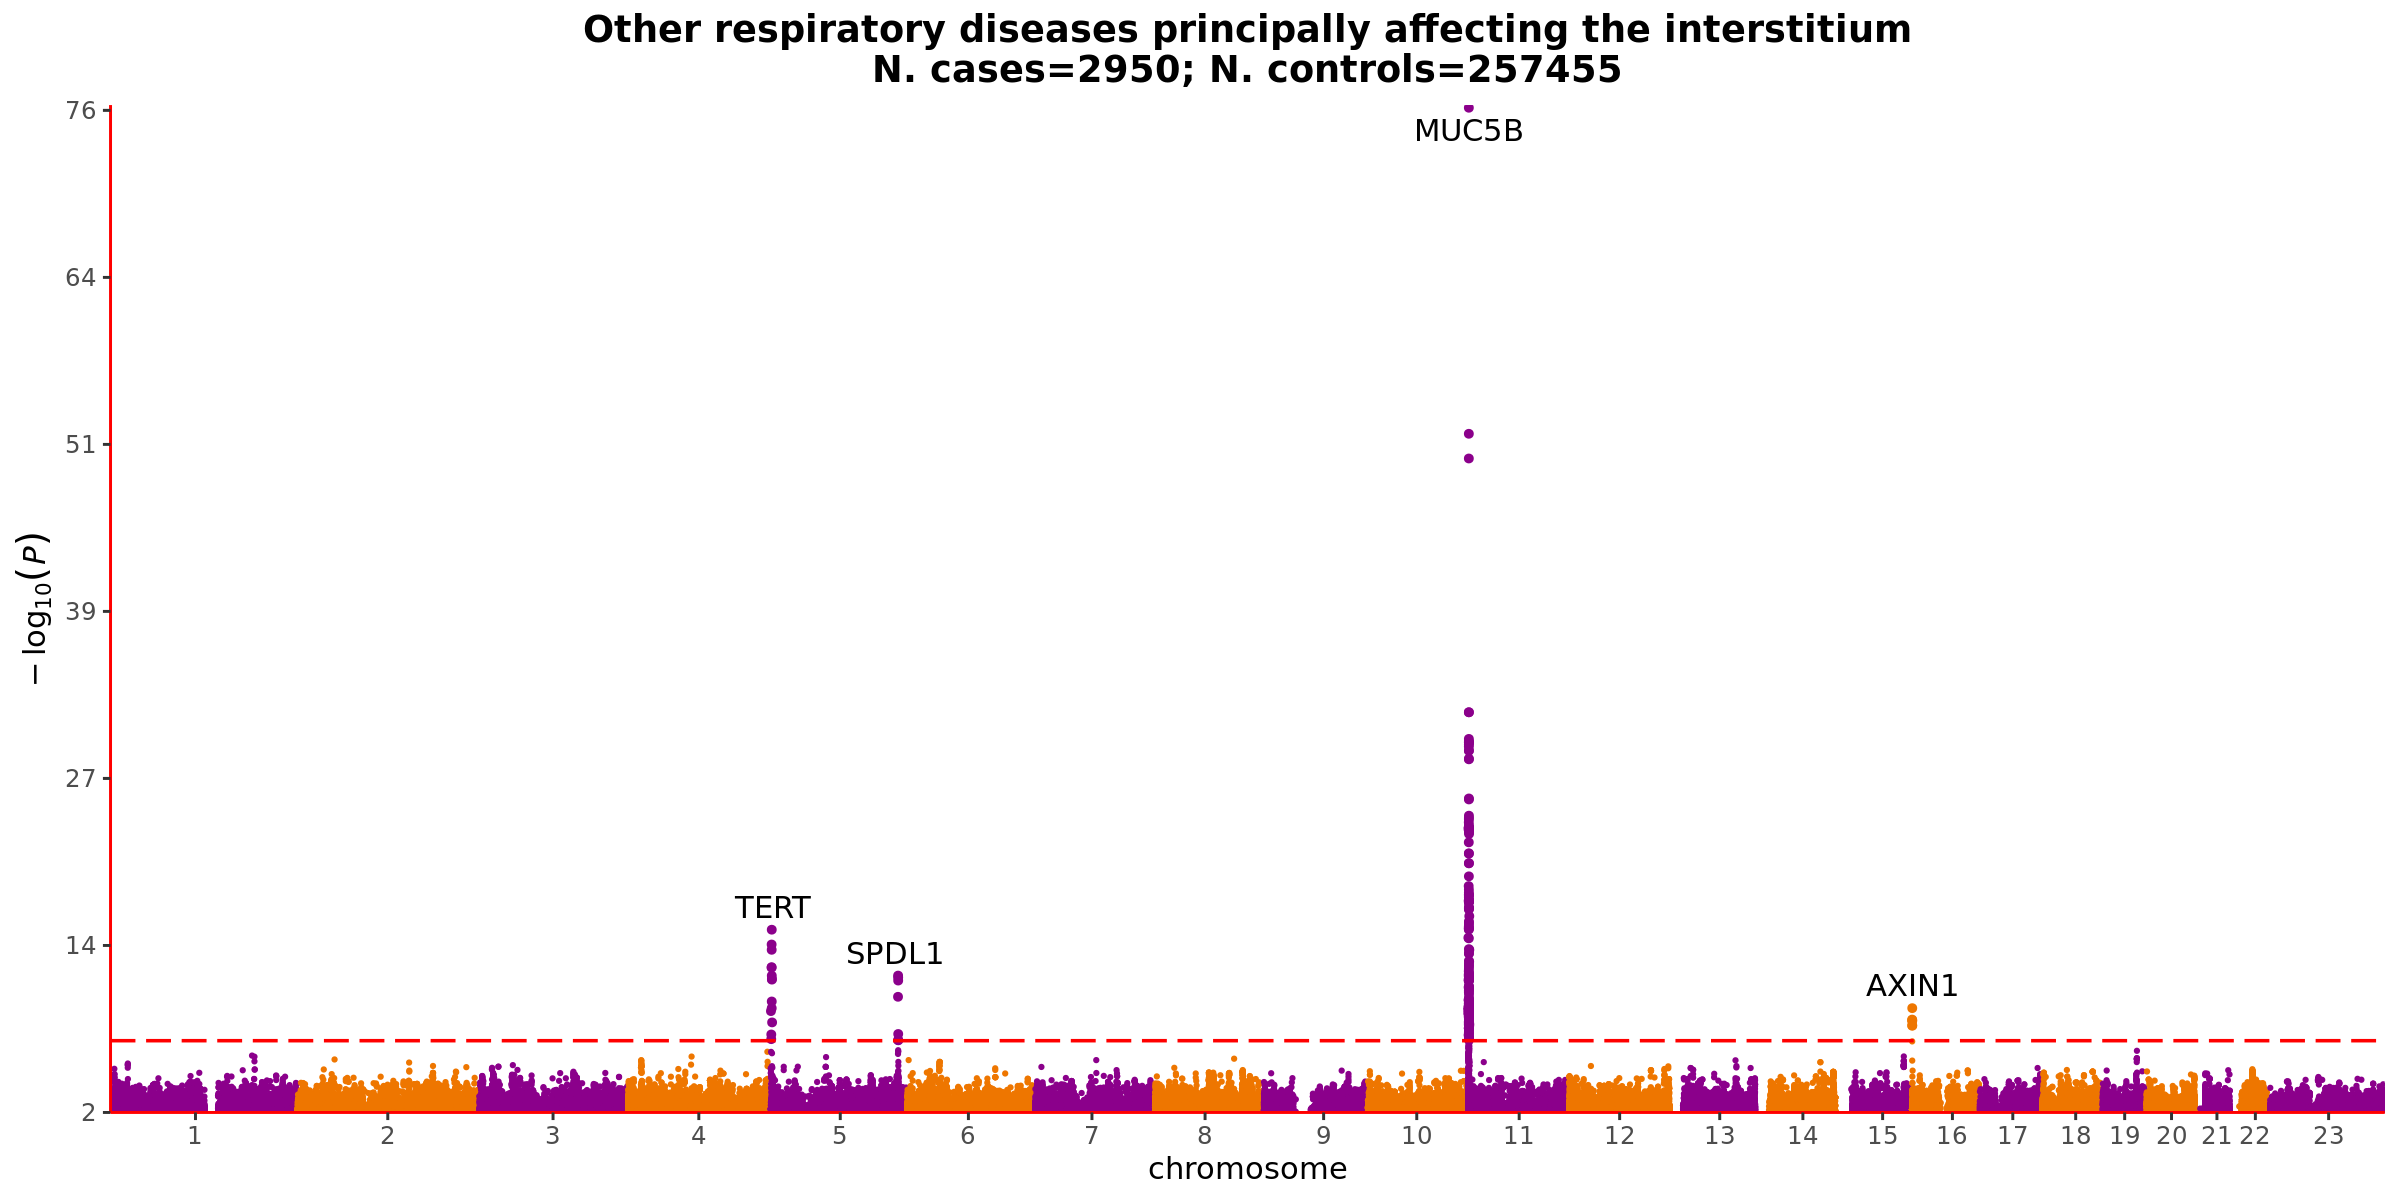 Other respiratory diseases principally affecting the interstitium
N. cases=2950; N. controls=257455
76
64
51
39
27
14
2
−log10(P)
MUC5B
TERT
SPDL1
AXIN1
1 2 3 4 5 6 7 8 9 10 11 12 13 14 15 16 17 18 19 20 21 22 23
chromosome